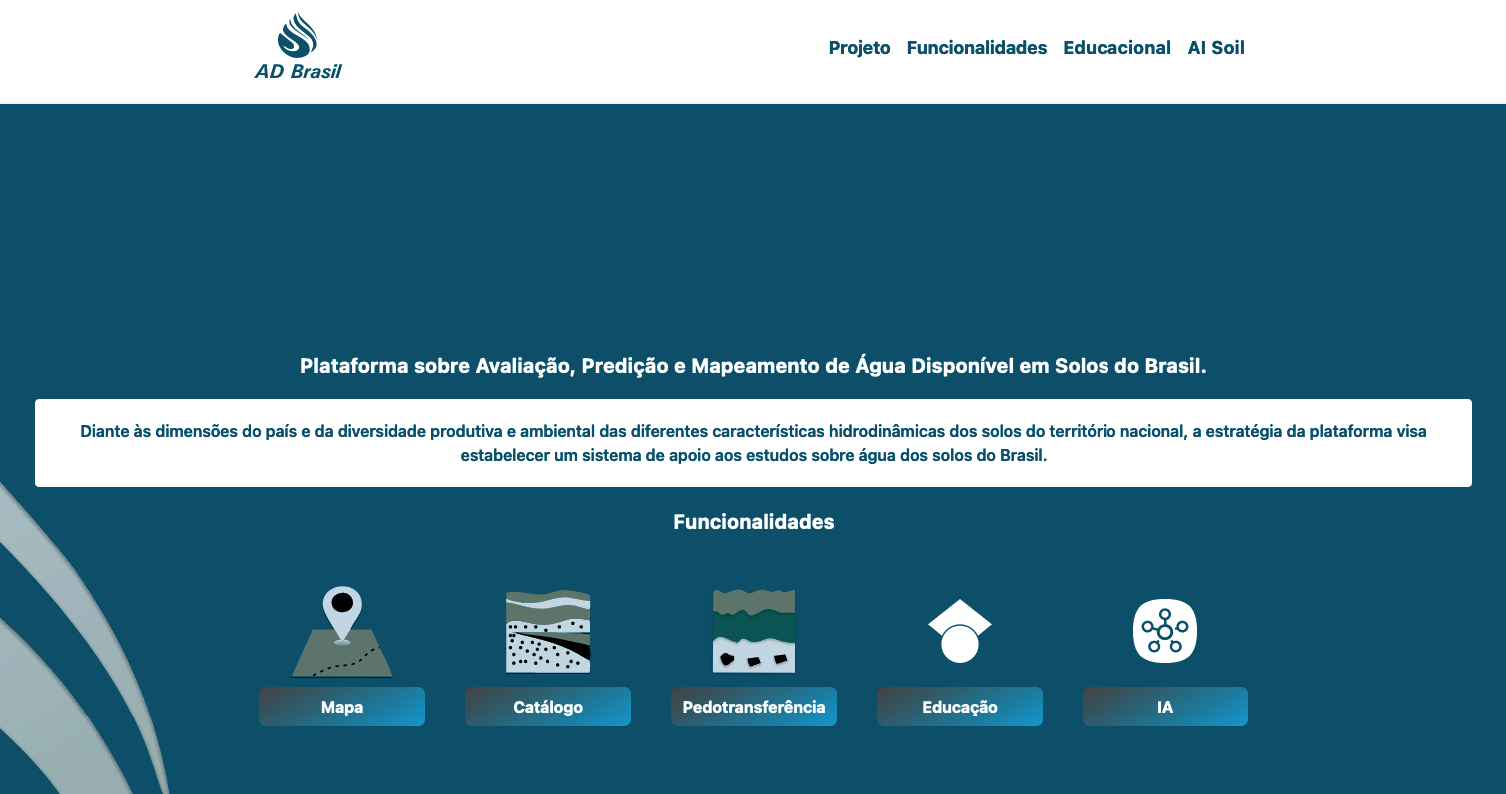 AD Brasil
Projeto Funcionalidades Educacional AI Soil
Plataforma sobre Avaliação, Predição e Mapeamento de Água Disponível em Solos do Brasil.
Diante às dimensões do país e da diversidade produtiva e ambiental das diferentes características hidrodinâmicas dos solos do território nacional, a estratégia da plataforma visa
estabelecer um sistema de apoio aos estudos sobre água dos solos do Brasil.
Funcionalidades
Mapa Catálogo Pedotransferência Educação IA